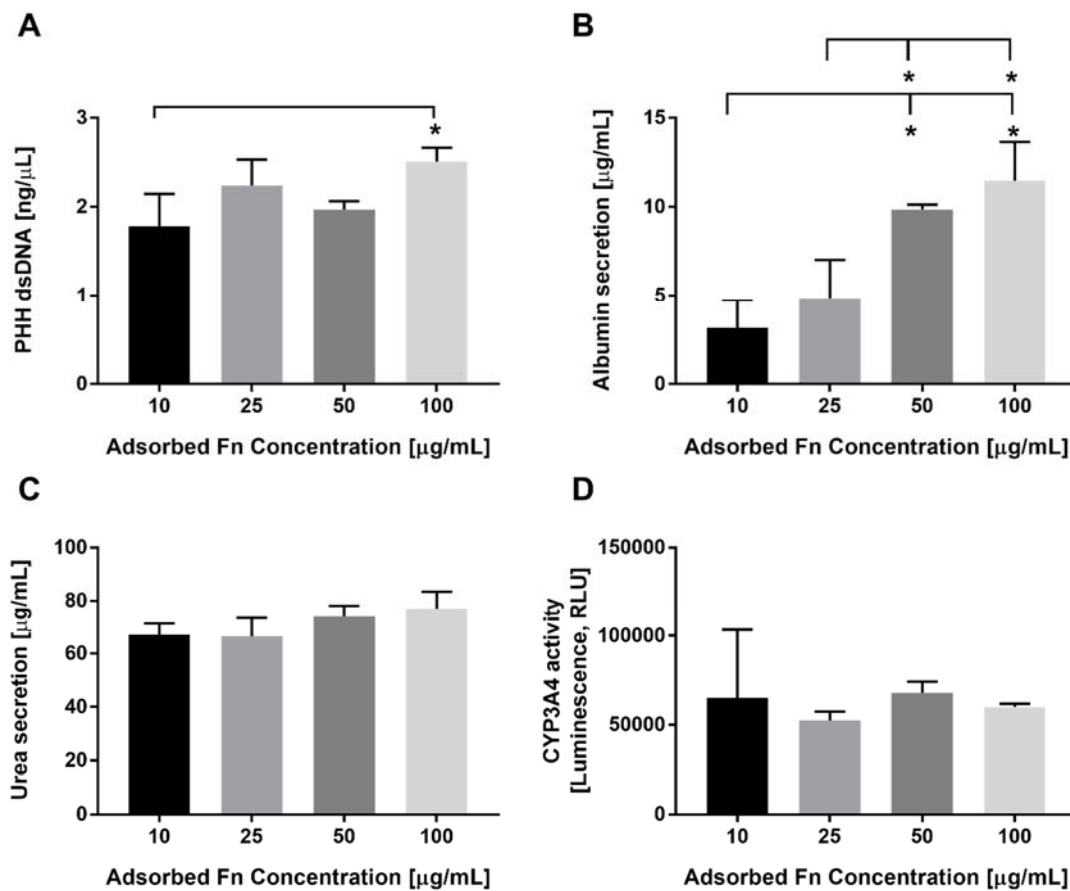 A
PHH dsDNA [ng/μL]
3
2
1
0
*
10 25 50 100
Adsorbed Fn Concentration [μg/mL]
B
Albumin secretion [μg/mL]
15
10
5
0
* *
* *
10 25 50 100
Adsorbed Fn Concentration [μg/mL]
C
Urea secretion [μg/mL]
100
80
60
40
20
0
10 25 50 100
Adsorbed Fn Concentration [μg/mL]
D
CYP3A4 activity
[Luminescence, RLU]
150000
100000
50000
0
10 25 50 100
Adsorbed Fn Concentration [μg/mL]